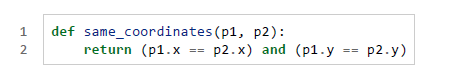 1 def same_coordinates(p1, p2):
2     return (p1.x == p2.x) and (p1.y == p2.y)